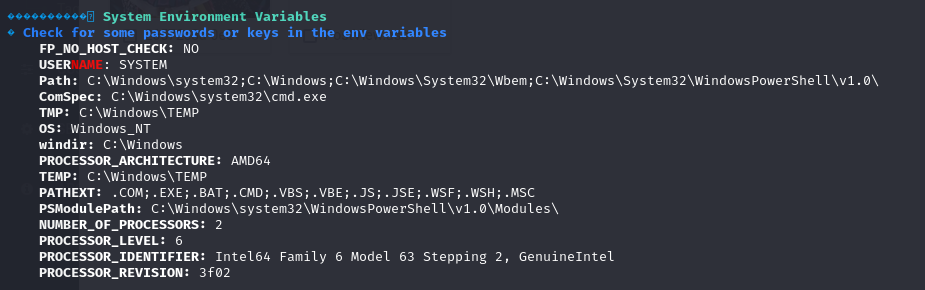 System Environment Variables
Check for some passwords or keys in the env variables
FP_NO_HOST_CHECK: NO
USERNAME: SYSTEM
Path: C:\Windows\system32;C:\Windows;C:\Windows\System32\Wbem;C:\Windows\System32\WindowsPowerShell\v1.0\
ComSpec: C:\Windows\system32\cmd.exe
TMP: C:\Windows\TEMP
OS: Windows_NT
windir: C:\Windows
PROCESSOR_ARCHITECTURE: AMD64
TEMP: C:\Windows\TEMP
PATHEXT: .COM;.EXE;.BAT;.CMD;.VBS;.VBE;.JS;.JSE;.WSF;.WSH;.MSC
PSModulePath: C:\Windows\system32\WindowsPowerShell\v1.0\Modules\
NUMBER_OF_PROCESSORS: 2
PROCESSOR_LEVEL: 6
PROCESSOR_IDENTIFIER: Intel64 Family 6 Model 63 Stepping 2, GenuineIntel
PROCESSOR_REVISION: 3f02